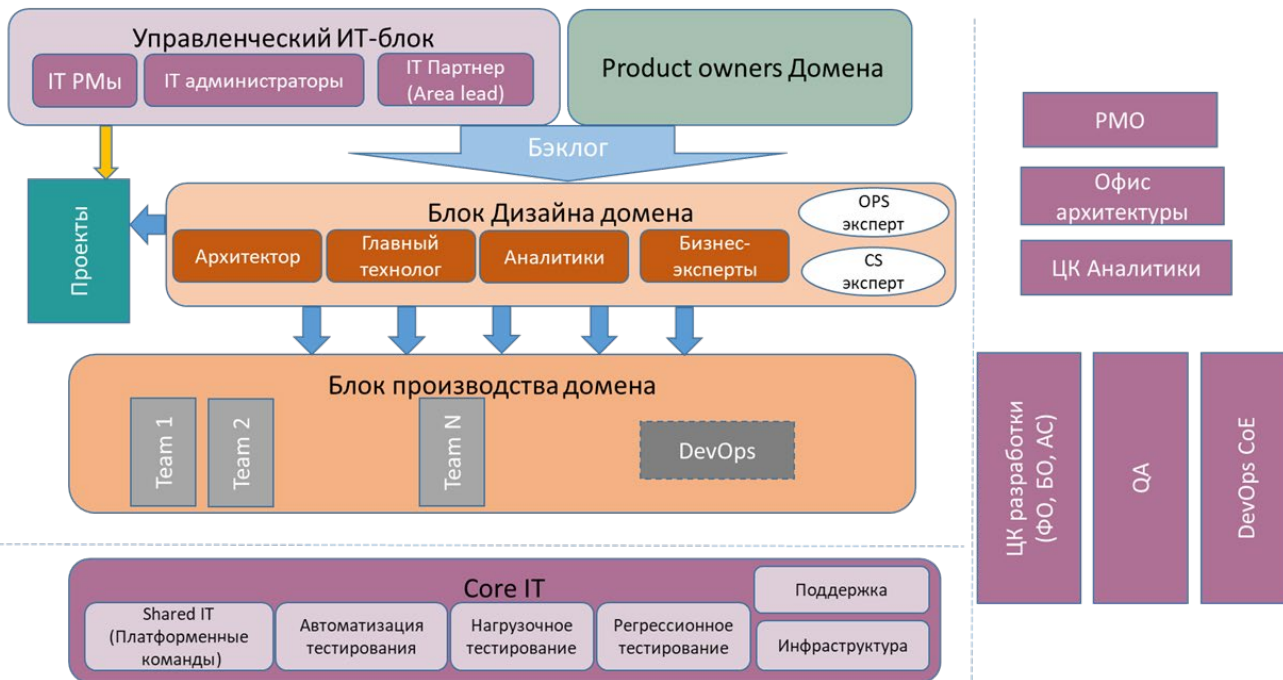 Управленческий ИТ-блок
IT PMы
IT администраторы
IT Партнер
(Area lead)
Product owners Домена
Бэклог
Проекты
Блок Дизайна домена
Архитектор
Главный
технолог
Аналитики
Бизнес-
эксперты
OPS
эксперт
CS
эксперт
Блок производства домена
Team 1
Team 2
Team N
DevOps
Core IT
Shared IT
(Платформенные
команды)
Автоматизация
тестирования
Нагрузочное
тестирование
Регрессионное
тестирование
Поддержка
Инфраструктура
PMO
Офис
архитектуры
ЦК Аналитики
ЦК разработки
(ФО, БО, АС)
QA
DevOps CoE